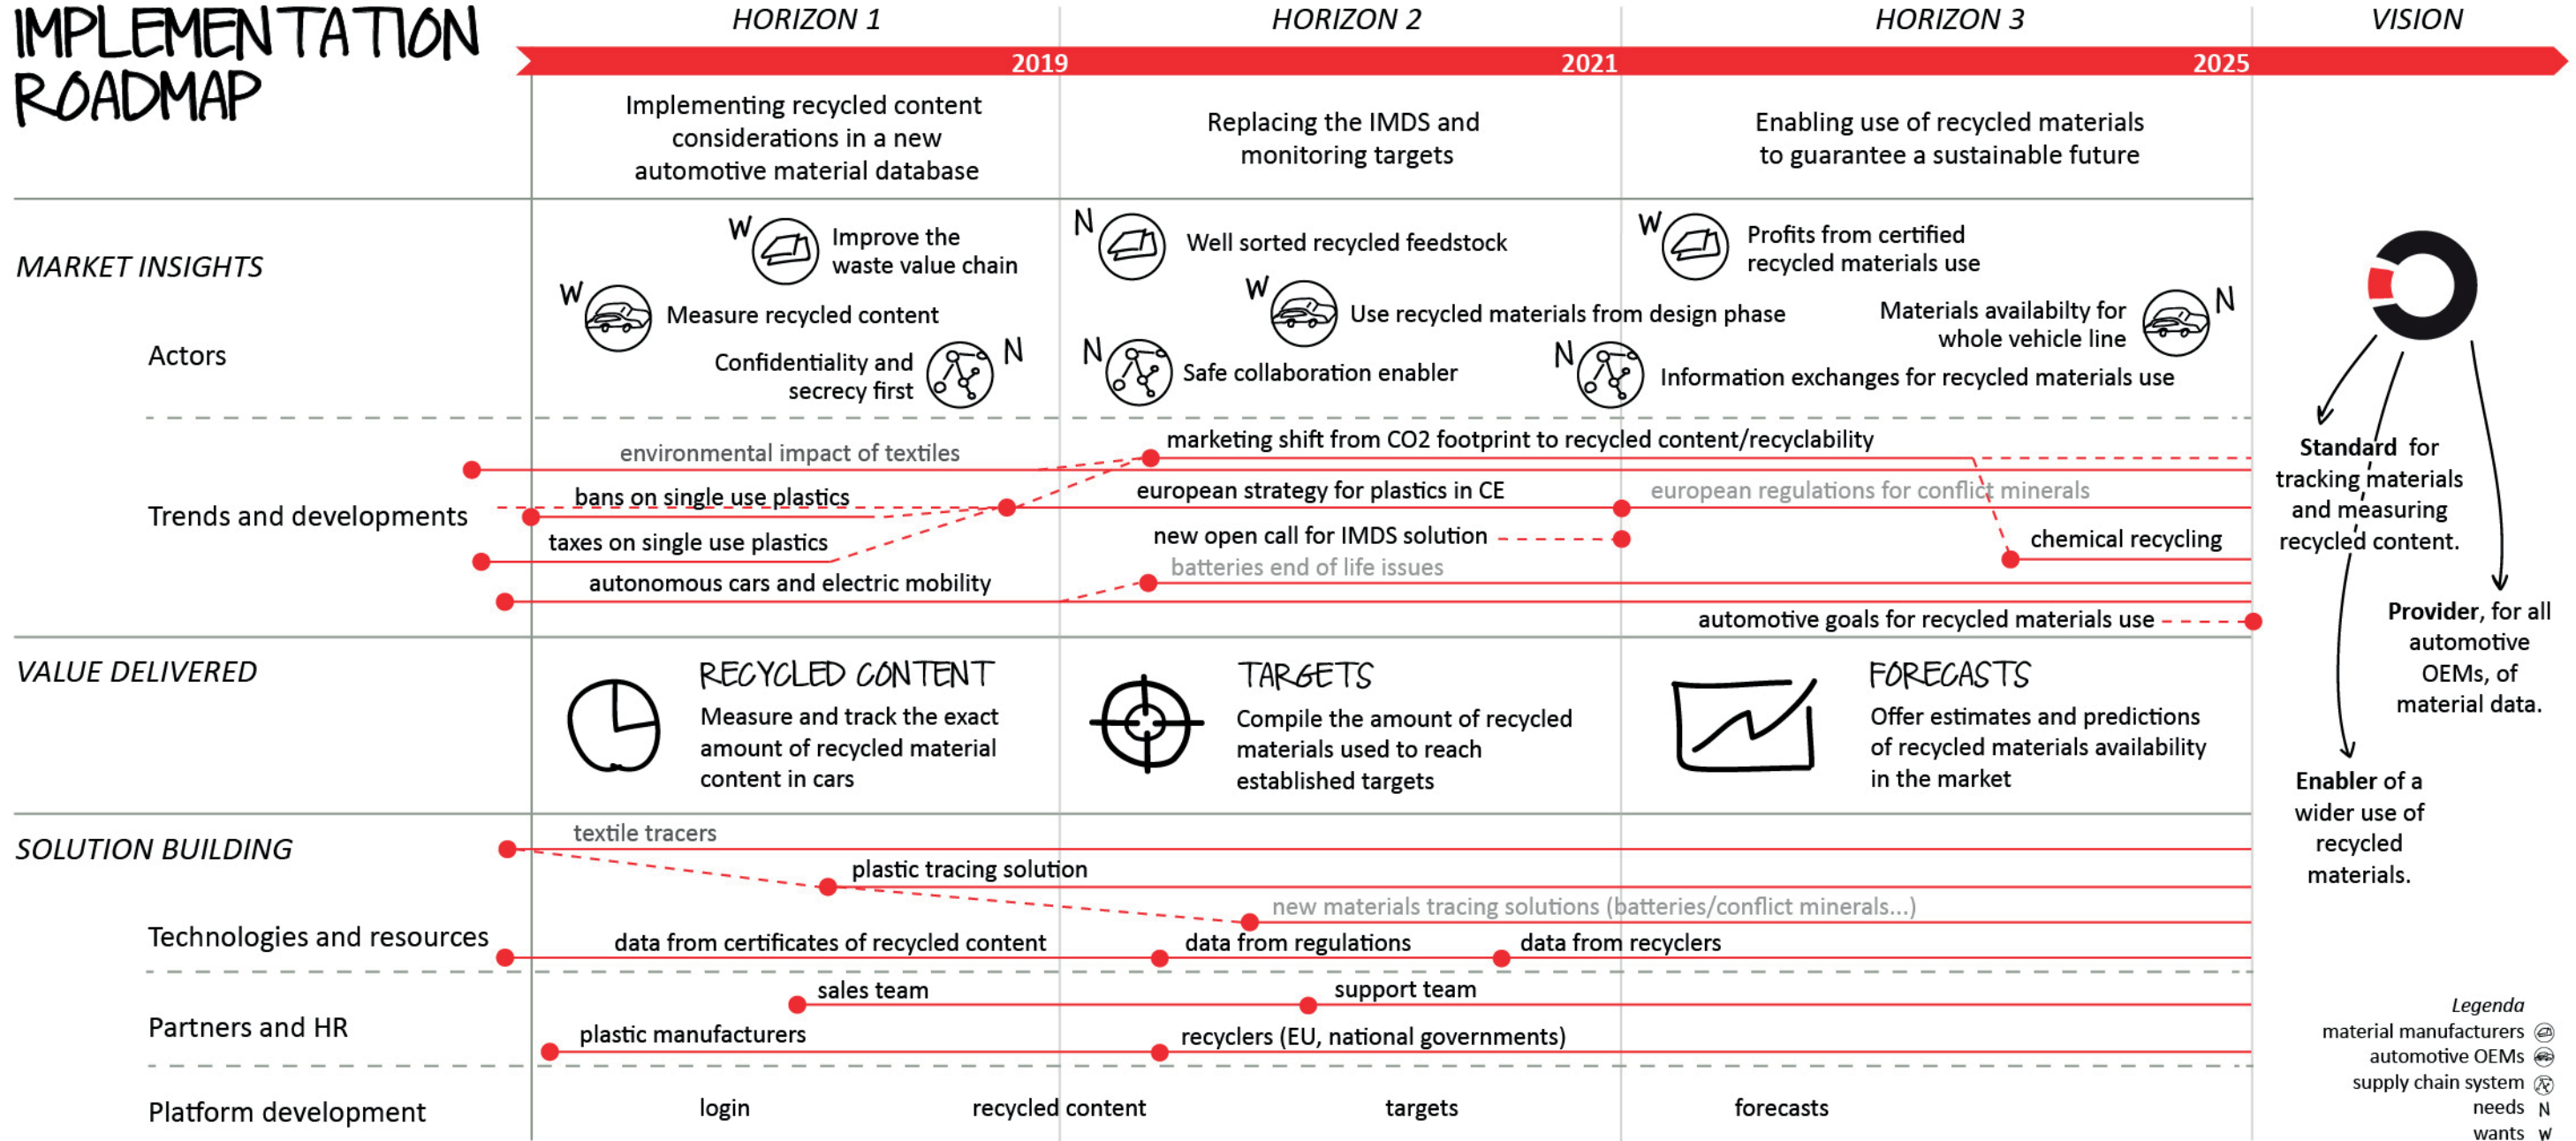 IMPLEMENTATION
ROADMAP
HORIZON 1
HORIZON 2
HORIZON 3
VISION
2019
2021
2025
Implementing recycled content
considerations in a new
automotive material database
Replacing the IMDS and
monitoring targets
Enabling use of recycled materials
to guarantee a sustainable future
MARKET INSIGHTS
Actors
W
Improve the
waste value chain
W
Measure recycled content
Confidentiality and
secrecy first
N
N
Well sorted recycled feedstock
W
Use recycled materials from design phase
N
Safe collaboration enabler
W
Profits from certified
recycled materials use
Materials availabilty for
whole vehicle line
N
N
Information exchanges for recycled materials use
Trends and developments
environmental impact of textiles
bans on single use plastics
taxes on single use plastics
autonomous cars and electric mobility
marketing shift from CO2 footprint to recycled content/recyclability
european strategy for plastics in CE
european regulations for conflict minerals
new open call for IMDS solution
chemical recycling
batteries end of life issues
automotive goals for recycled materials use
VALUE DELIVERED
RECYCLED CONTENT
Measure and track the exact
amount of recycled material
content in cars
TARGETS
Compile the amount of recycled
materials used to reach
established targets
FORECASTS
Offer estimates and predictions
of recycled materials availability
in the market
SOLUTION BUILDING
Technologies and resources
textile tracers
plastic tracing solution
new materials tracing solutions (batteries/conflict minerals...)
data from certificates of recycled content
data from regulations
data from recyclers
Partners and HR
sales team
support team
plastic manufacturers
recyclers (EU, national governments)
Platform development
login
recycled content
targets
forecasts
Standard for
tracking materials
and measuring
recycled content.
Provider, for all
automotive
OEMs, of
material data.
Enabler of a
wider use of
recycled
materials.
Legenda
material manufacturers
automotive OEMs
supply chain system
needs N
wants W